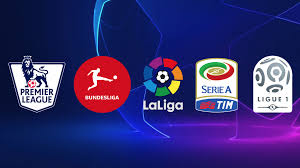 PREMIER
LEAGUE
BUNDESLIGA
LaLiga
SERIE A
TIM
LIGUE 1